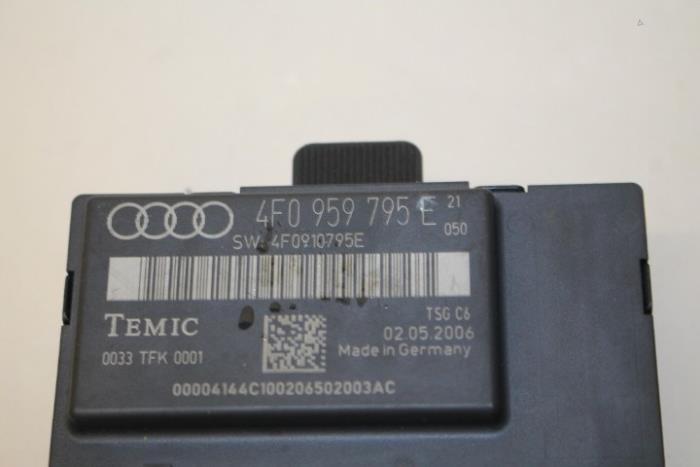 4F0 959 795 E 21
050
SW: 4F0910795E
TEMIC
TSG C6
02.05.2006
0033 TFK 0001
Made in Germany
00004144C100206502003AC